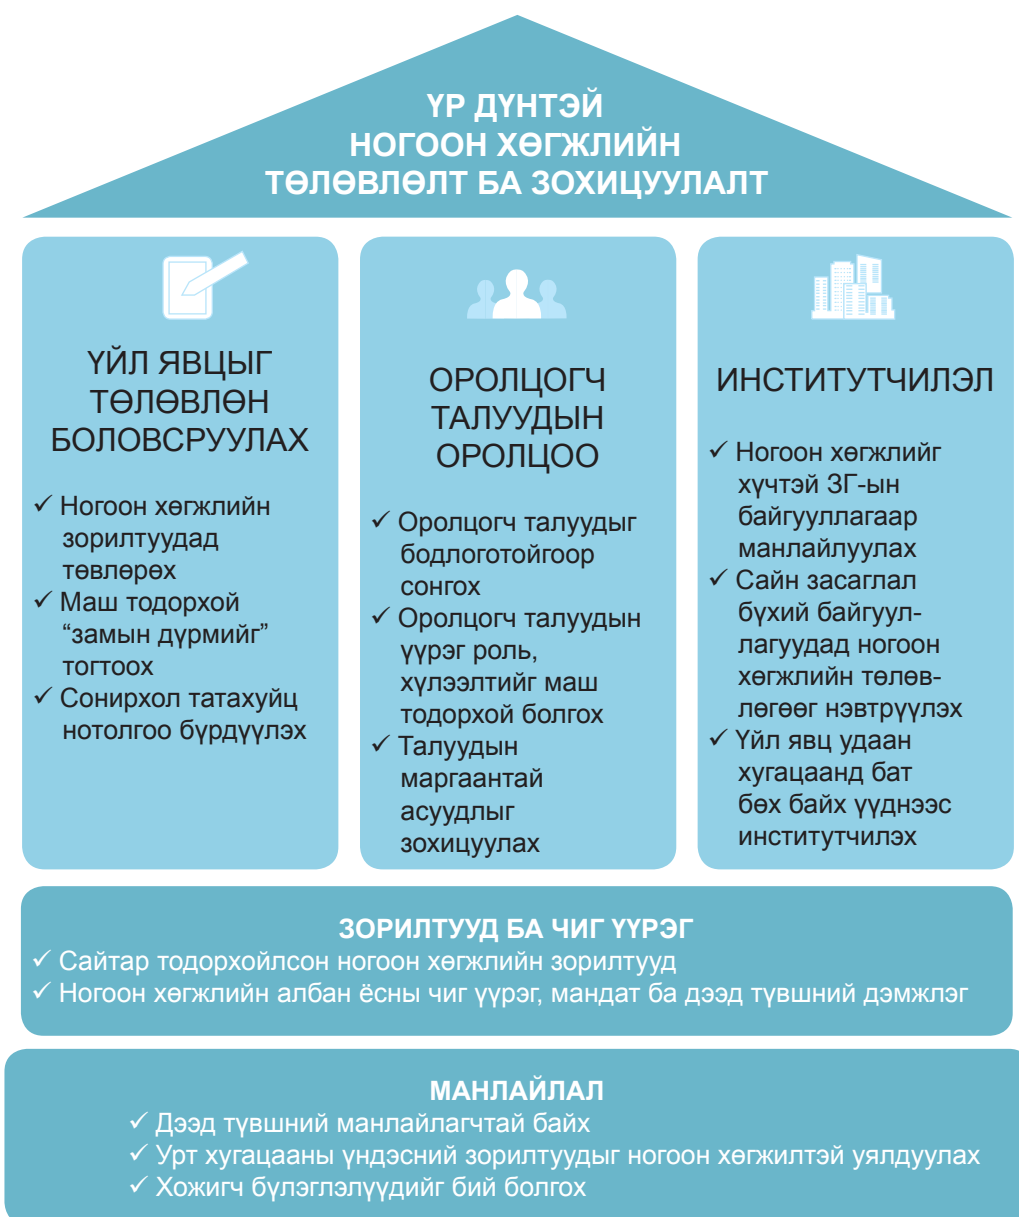 ҮР ДҮНТЭЙ
НОГООН ХӨГЖЛИЙН
ТӨЛӨВЛӨЛТ БА ЗОХИЦУУЛАЛТ
ҮЙЛ ЯВЦЫГ
ТӨЛӨВЛӨН
БОЛОВСРУУЛАХ
✓ Ногоон хөгжлийн
зорилтуудад
төвлөрөх
✓ Маш тодорхой
“замын дүрмийг”
тогтоох
✓ Сонирхол татахуйц
нотолгоо бүрдүүлэх
ОРОЛЦОГЧ
ТАЛУУДЫН
ОРОЛЦОО
✓ Оролцогч талуудыг
бодлоготойгоор
сонгох
✓ Оролцогч талуудын
үүрэг роль,
хүлээлтийг маш
тодорхой болгох
✓ Талуудын
маргаантай
асуудлыг
зохицуулах
ИНСТИТУТЧИЛЭЛ
✓ Ногоон хөгжлийг
хүчтэй ЗГ-ын
байгууллагаар
манлайлуулах
✓ Сайн засаглал
бүхий байгуул-
лагуудад ногоон
хөгжлийн төлөв-
лөгөөг нэвтрүүлэх
✓ Үйл явц удаан
хугацаанд бат
бөх байх үүднээс
институтчилэх
ЗОРИЛТУУД БА ЧИГ ҮҮРЭГ
✓ Сайтар тодорхойлсон ногоон хөгжлийн зорилтууд
✓ Ногоон хөгжлийн албан ёсны чиг үүрэг, мандат ба дээд түвшний дэмжлэг
МАНЛАЙЛАЛ
✓ Дээд түвшний манлайлагчтай байх
✓ Урт хугацааны үндэсний зорилтуудыг ногоон хөгжилтэй уялдуулах
✓ Хожигч бүлэглэлүүдийг бий болгох